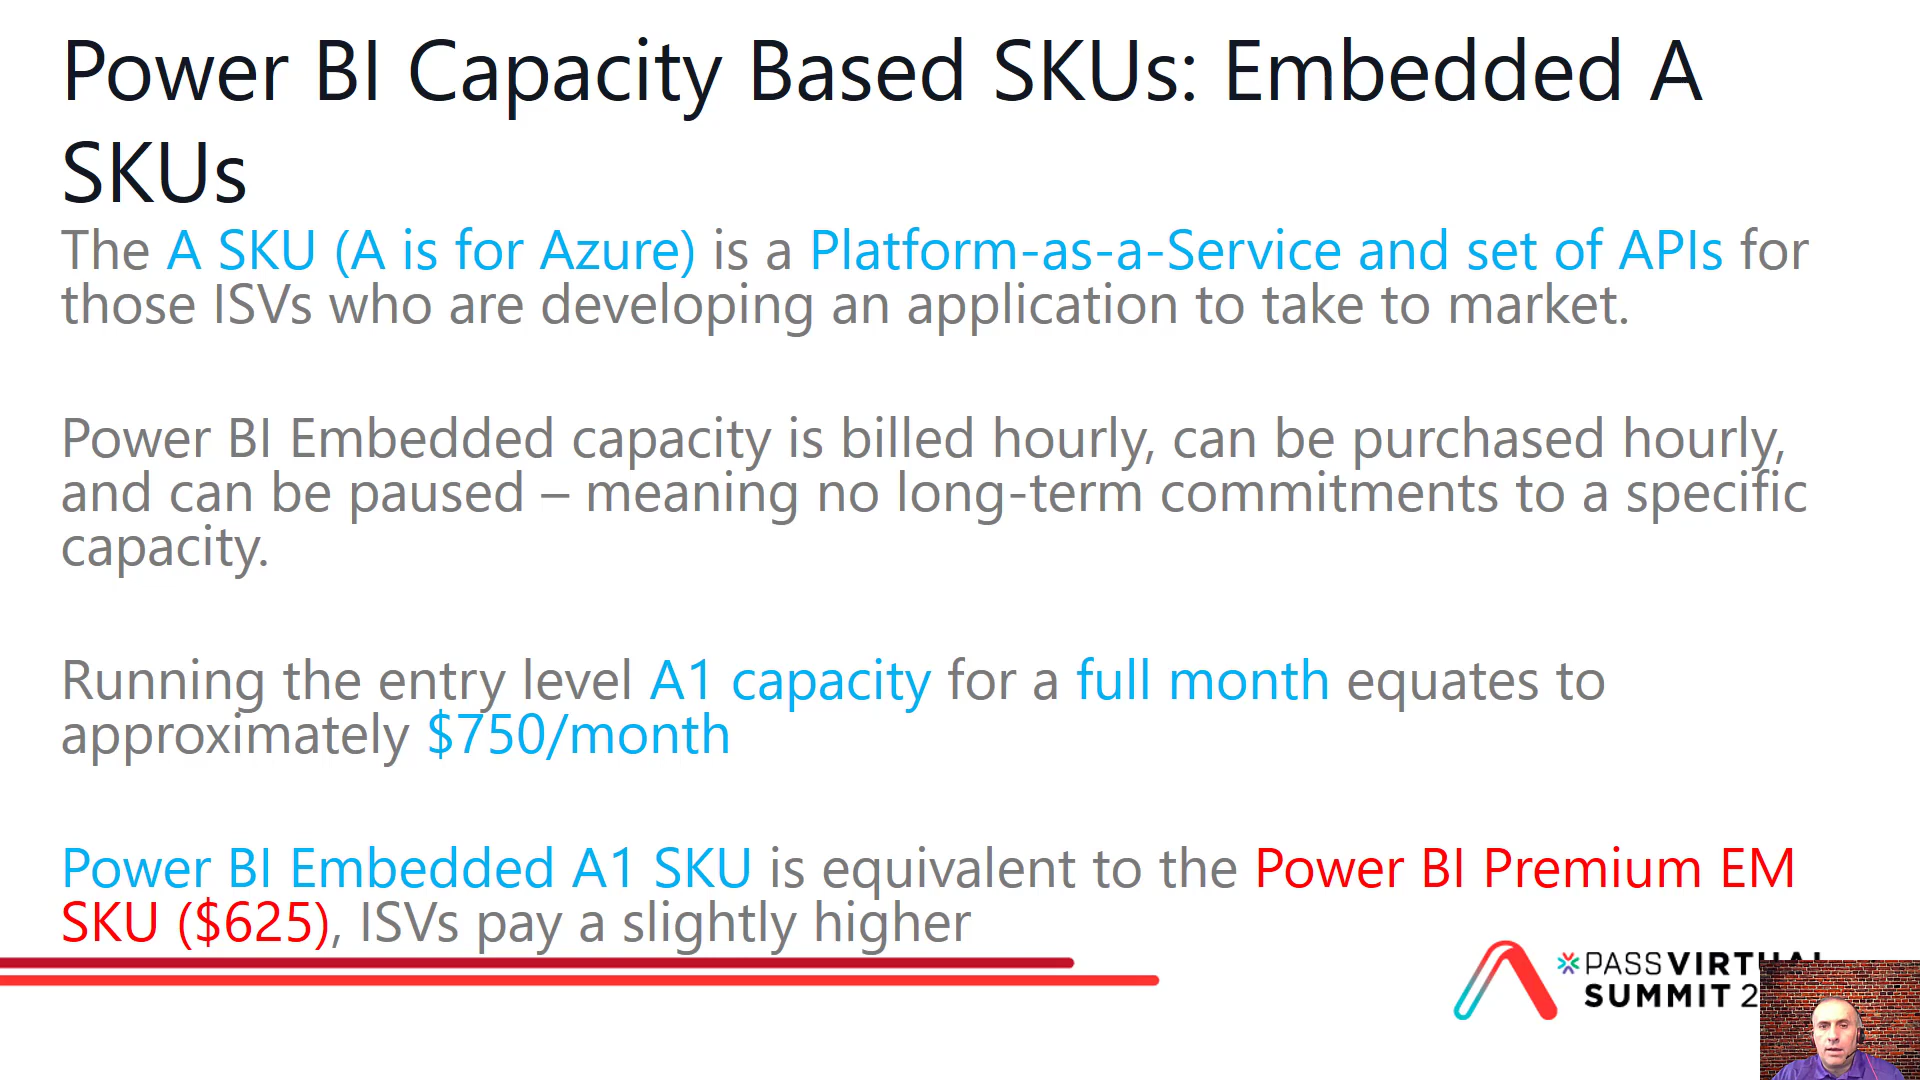 Power BI Capacity Based SKUs: Embedded A
SKUs
The A SKU (A is for Azure) is a Platform-as-a-Service and set of APIs for
those ISVs who are developing an application to take to market.
Power BI Embedded capacity is billed hourly, can be purchased hourly,
and can be paused – meaning no long-term commitments to a specific
capacity.
Running the entry level A1 capacity for a full month equates to
approximately $750/month
Power BI Embedded A1 SKU is equivalent to the Power BI Premium EM
SKU ($625), ISVs pay a slightly higher
PASS VIRTUAL
SUMMIT 2